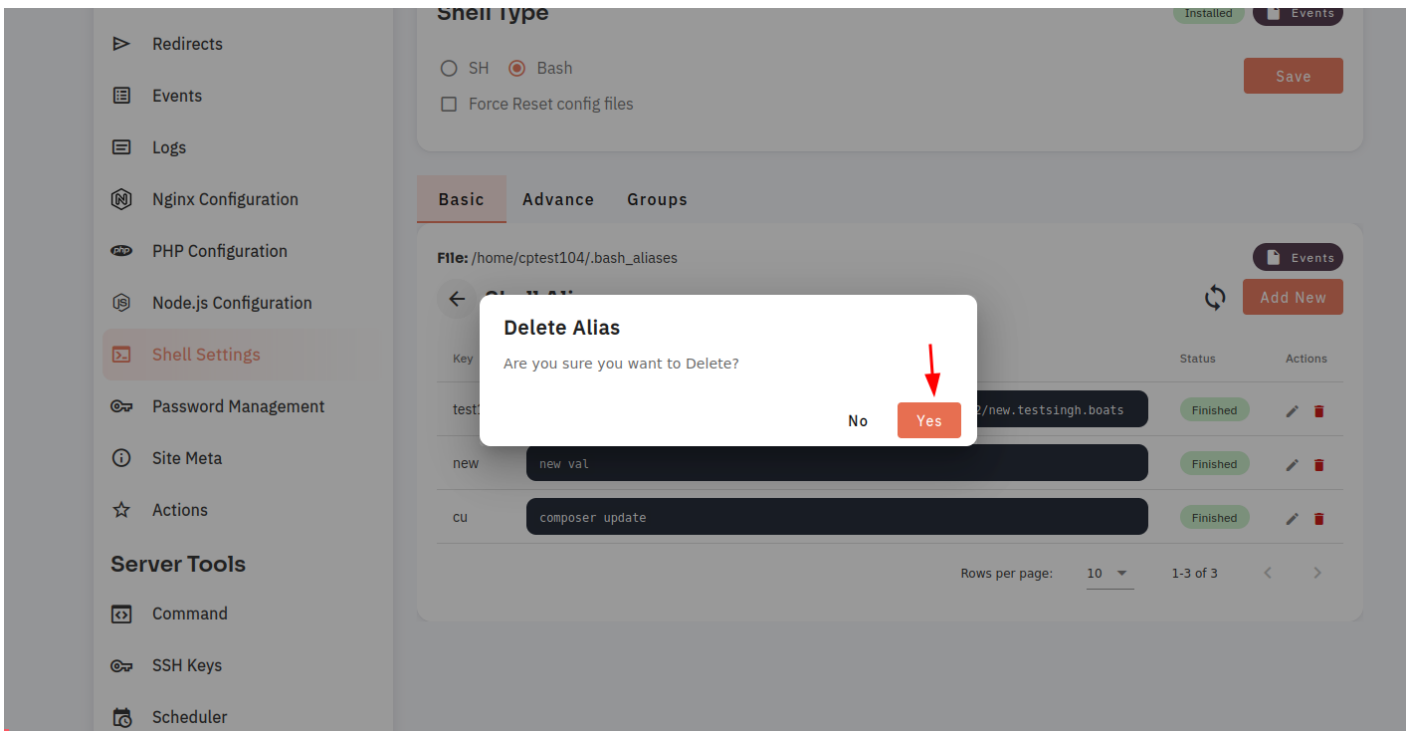 Shell Type
Installed
Events
Redirects
SH
Bash
Save
Events
Force Reset config files
Logs
Nginx Configuration
Basic
Advance
Groups
PHP Configuration
File: /home/cptest104/.bash_aliases
Events
Node.js Configuration
Add New
Delete Alias
Are you sure you want to Delete?
No
Yes
Shell Settings
Key
Status
Actions
Password Management
/new.testsingh.boats
Finished
Site Meta
new
new val
Finished
Actions
cu
composer update
Finished
Server Tools
Rows per page:
10
1-3 of 3
Command
SSH Keys
Scheduler